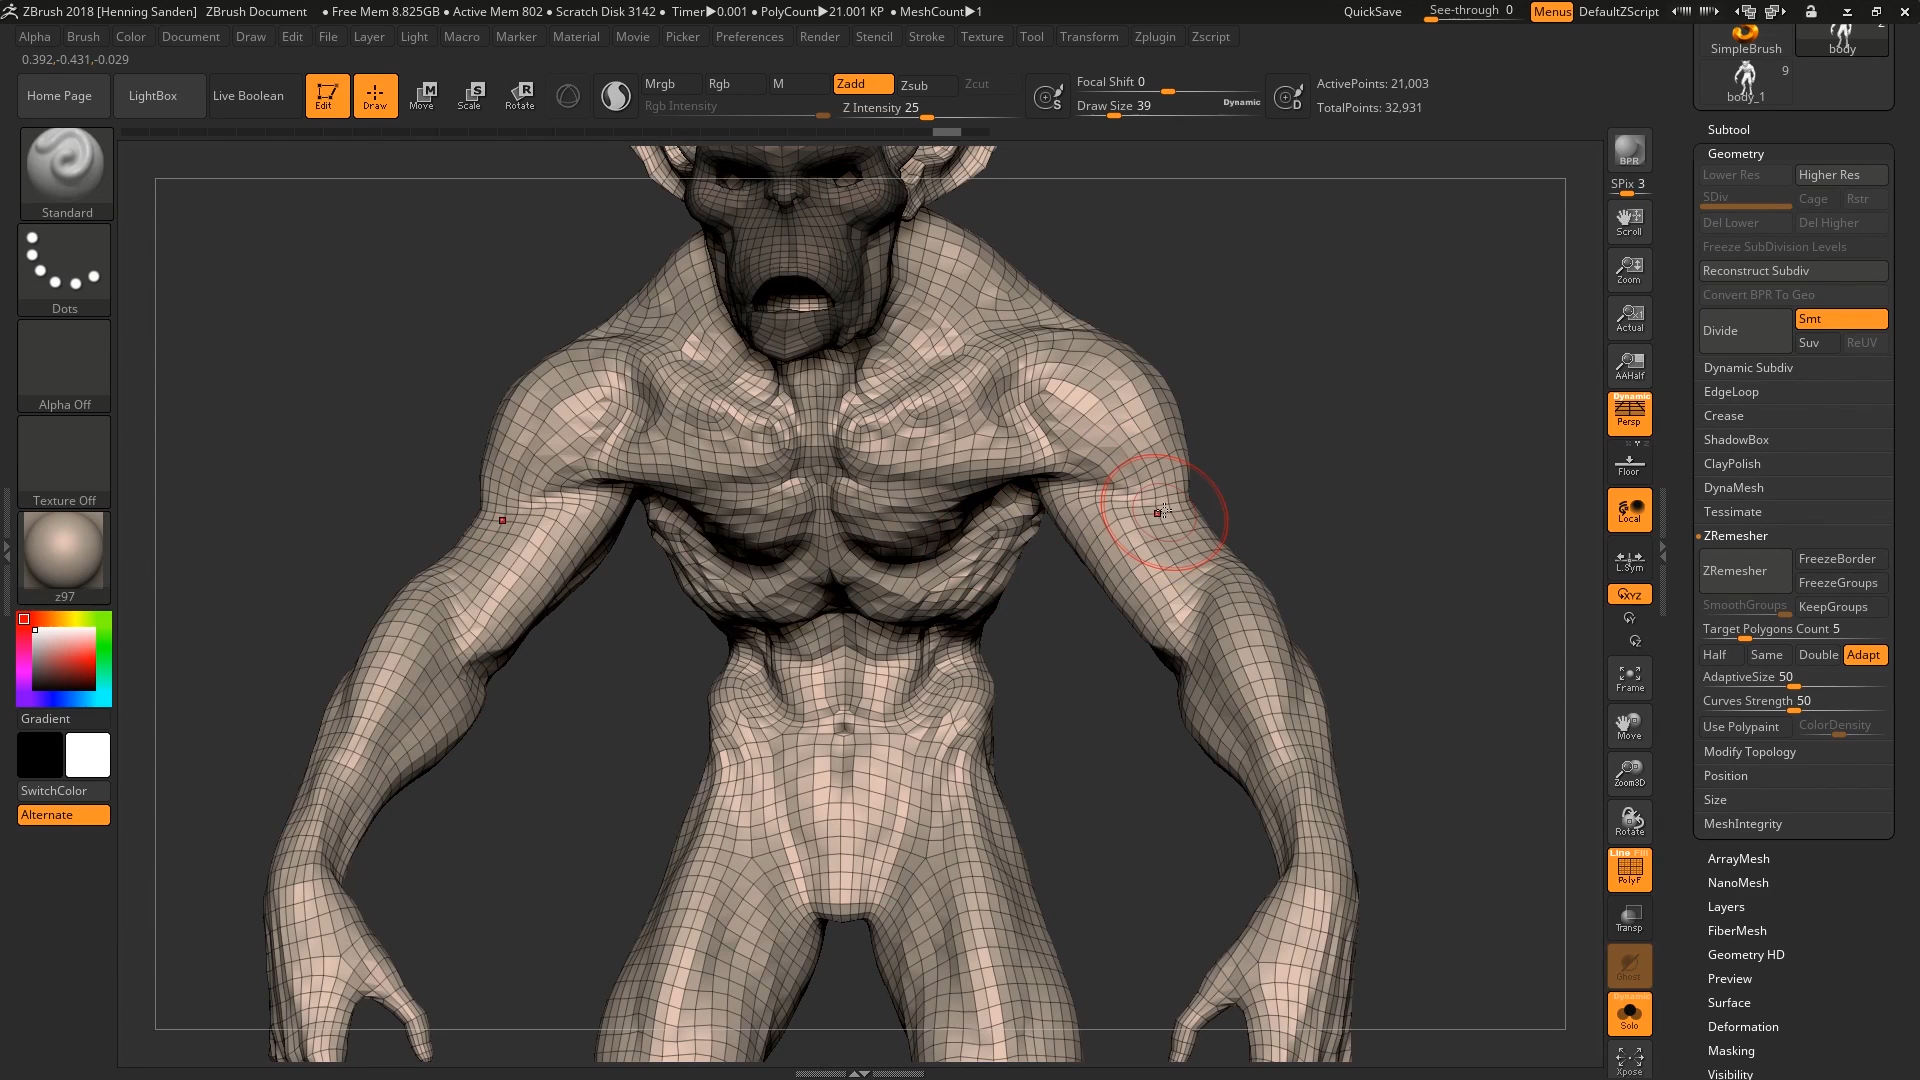 ZBrush 2018 [Henning Sanden] ZBrush Document • Free Mem 8.825GB • Active Mem 802 • Scratch Disk 3142 • Timer▶0.001 • PolyCount▶21.001 KP • MeshCount▶1 QuickSave See-through 0 Menus DefaultZScript
Alpha Brush Color Document Draw Edit File Layer Light Macro Marker Material Movie Picker Preferences Render Stencil Stroke Texture Tool Transform Zplugin Zscript
0.392,-0.431,-0.029
Home Page LightBox Live Boolean Edit Draw Move Scale Rotate
Mrgb Rgb M Zadd Zsub Zcut
Rgb Intensity Z Intensity 25
Focal Shift 0
Draw Size 39 Dynamic
ActivePoints: 21,003
TotalPoints: 32,931
Standard
Dots
Alpha Off
Texture Off
z97
Gradient
SwitchColor
Alternate
BPR
SPix 3
Scroll
Zoom
Actual
AAHalf
Dynamic
Persp
Floor
Local
L.Sym
XYZ
Y
Z
Frame
Move
Zoom3D
Rotate
Line Fill
PolyF
Transp
Ghost
Dynamic
Solo
Xpose
SimpleBrush body
9
body_1
Subtool
Geometry
Lower Res Higher Res
SDiv Cage Rstr
Del Lower Del Higher
Freeze SubDivision Levels
Reconstruct Subdiv
Convert BPR To Geo
Divide Smt
Suv ReUV
Dynamic Subdiv
EdgeLoop
Crease
ShadowBox
ClayPolish
DynaMesh
Tessimate
ZRemesher
ZRemesher FreezeBorder
FreezeGroups
SmoothGroups KeepGroups
Target Polygons Count 5
Half Same Double Adapt
AdaptiveSize 50
Curves Strength 50
Use Polypaint ColorDensity
Modify Topology
Position
Size
MeshIntegrity
ArrayMesh
NanoMesh
Layers
FiberMesh
Geometry HD
Preview
Surface
Deformation
Masking
Visibility